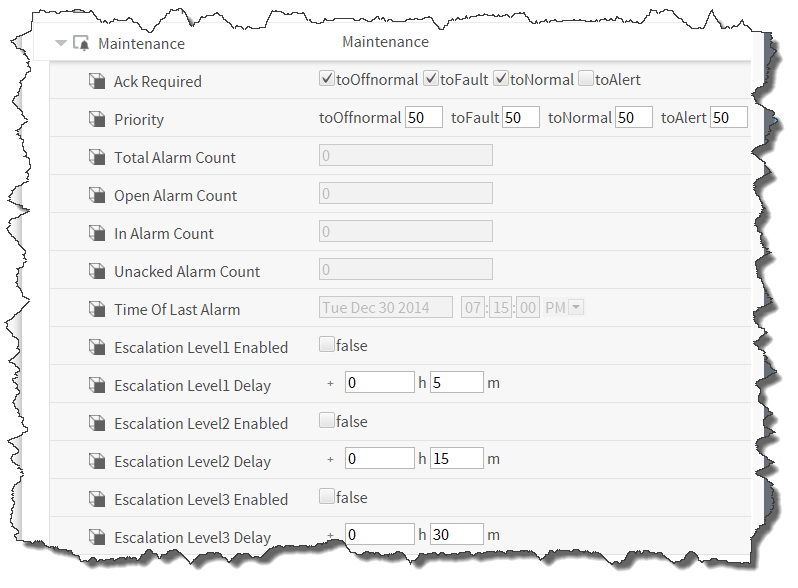 Maintenance Maintenance
Ack Required toOffnormal toFault toNormal toAlert
Priority toOffnormal 50 toFault 50 toNormal 50 toAlert 50
Total Alarm Count 0
Open Alarm Count 0
In Alarm Count 0
Unacked Alarm Count 0
Time Of Last Alarm Tue Dec 30 2014 07 : 15 : 00 PM
Escalation Level1 Enabled false
Escalation Level1 Delay + 0 h 5 m
Escalation Level2 Enabled false
Escalation Level2 Delay + 0 h 15 m
Escalation Level3 Enabled false
Escalation Level3 Delay + 0 h 30 m